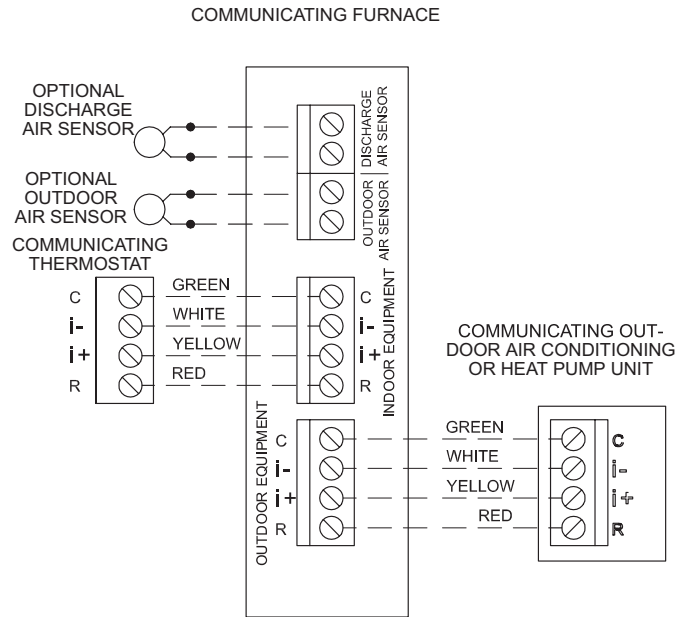 COMMUNICATING FURNACE
OPTIONAL
DISCHARGE
AIR SENSOR
DISCHARGE
AIR SENSOR
OPTIONAL
OUTDOOR
AIR SENSOR
OUTDOOR
AIR SENSOR
COMMUNICATING
THERMOSTAT
C
i-
i+
R
GREEN
WHITE
YELLOW
RED
C
i-
i+
R
INDOOR EQUIPMENT
COMMUNICATING OUT-
DOOR AIR CONDITIONING
OR HEAT PUMP UNIT
OUTDOOR EQUIPMENT
C
i-
i+
R
GREEN
WHITE
YELLOW
RED
C
i-
i+
R